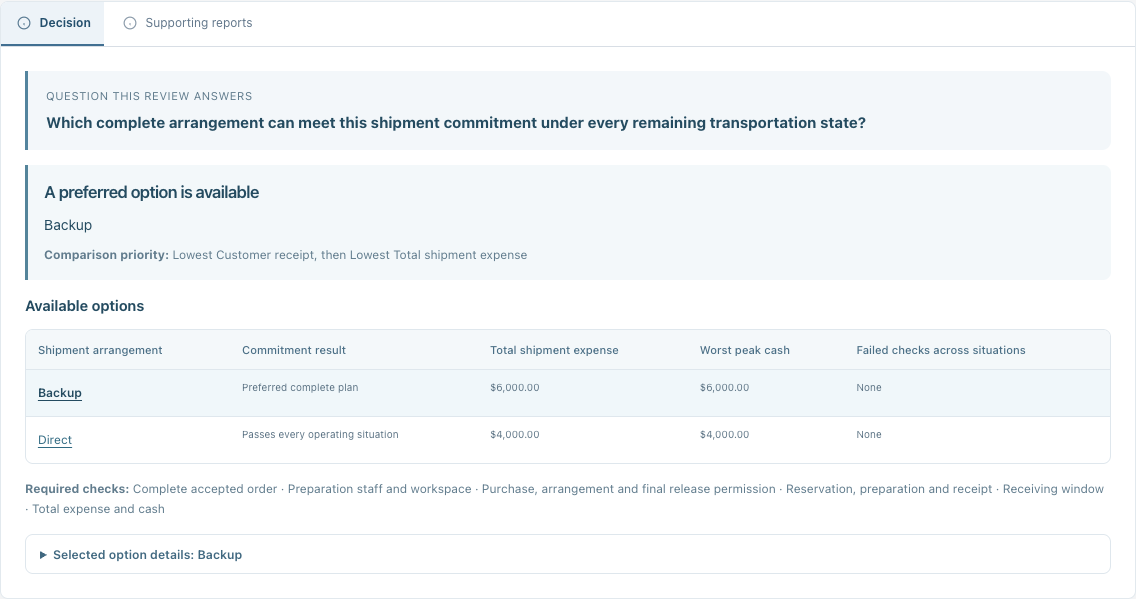 Decision
Supporting reports
QUESTION THIS REVIEW ANSWERS
Which complete arrangement can meet this shipment commitment under every remaining transportation state?
A preferred option is available
Backup
Comparison priority: Lowest Customer receipt, then Lowest Total shipment expense
Available options
Shipment arrangement Commitment result Total shipment expense Worst peak cash Failed checks across situations
Backup Preferred complete plan $6,000.00 $6,000.00 None
Direct Passes every operating situation $4,000.00 $4,000.00 None
Required checks: Complete accepted order · Preparation staff and workspace · Purchase, arrangement and final release permission · Reservation, preparation and receipt · Receiving window
· Total expense and cash
Selected option details: Backup